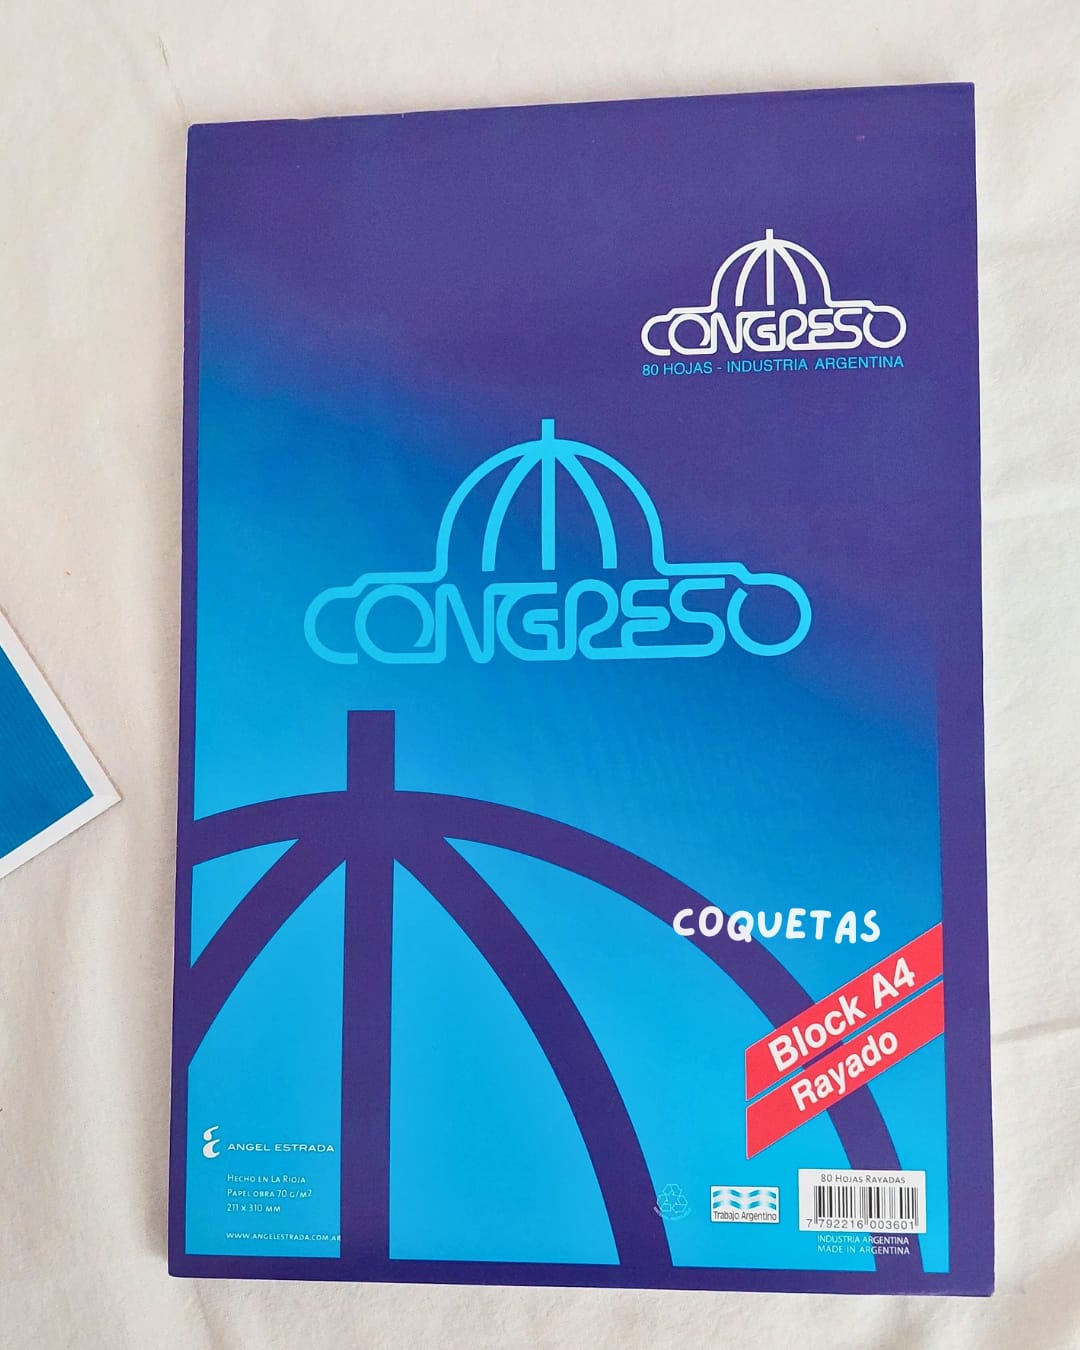 CONGRESO
80 HOJAS - INDUSTRIA ARGENTINA
CONGRESO
COQUETAS
Block A4
Rayado
ANGEL ESTRADA
HECHO EN LA RIOJA
PAPEL OBRA 70 G/M2
211 X 310 MM
WWW.ANGELESTRADA.COM.AR
Trabajo Argentino
80 HOJAS RAYADAS
7 792216 003601
INDUSTRIA ARGENTINA
MADE IN ARGENTINA